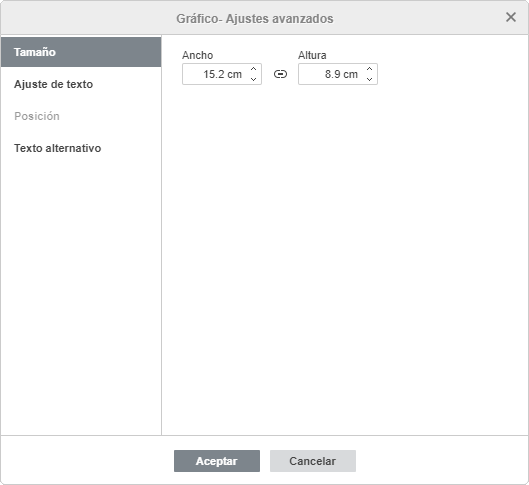 Gráfico- Ajustes avanzados
Tamaño
Ajuste de texto
Posición
Texto alternativo
Ancho Altura
15.2 cm 8.9 cm
Aceptar Cancelar